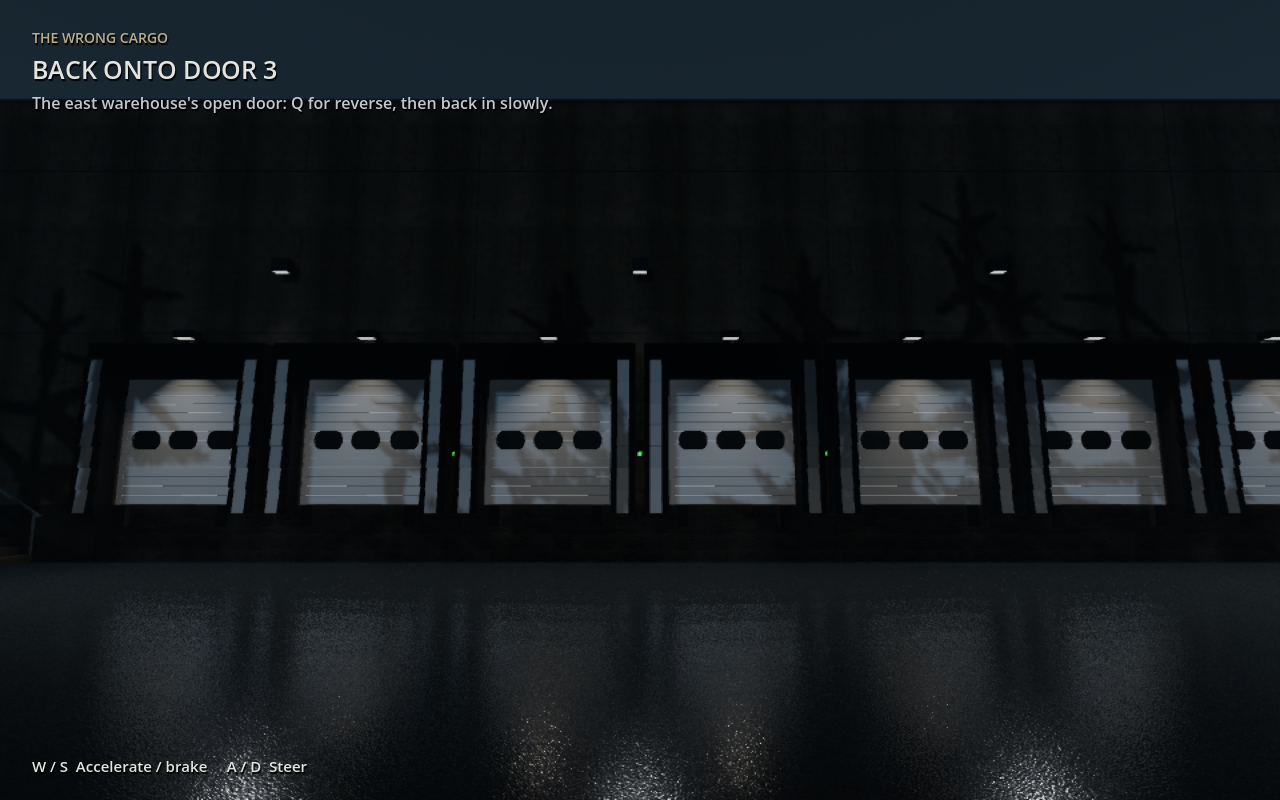 THE WRONG CARGO
BACK ONTO DOOR 3
The east warehouse's open door: Q for reverse, then back in slowly.
W / S  Accelerate / brake  A / D  Steer